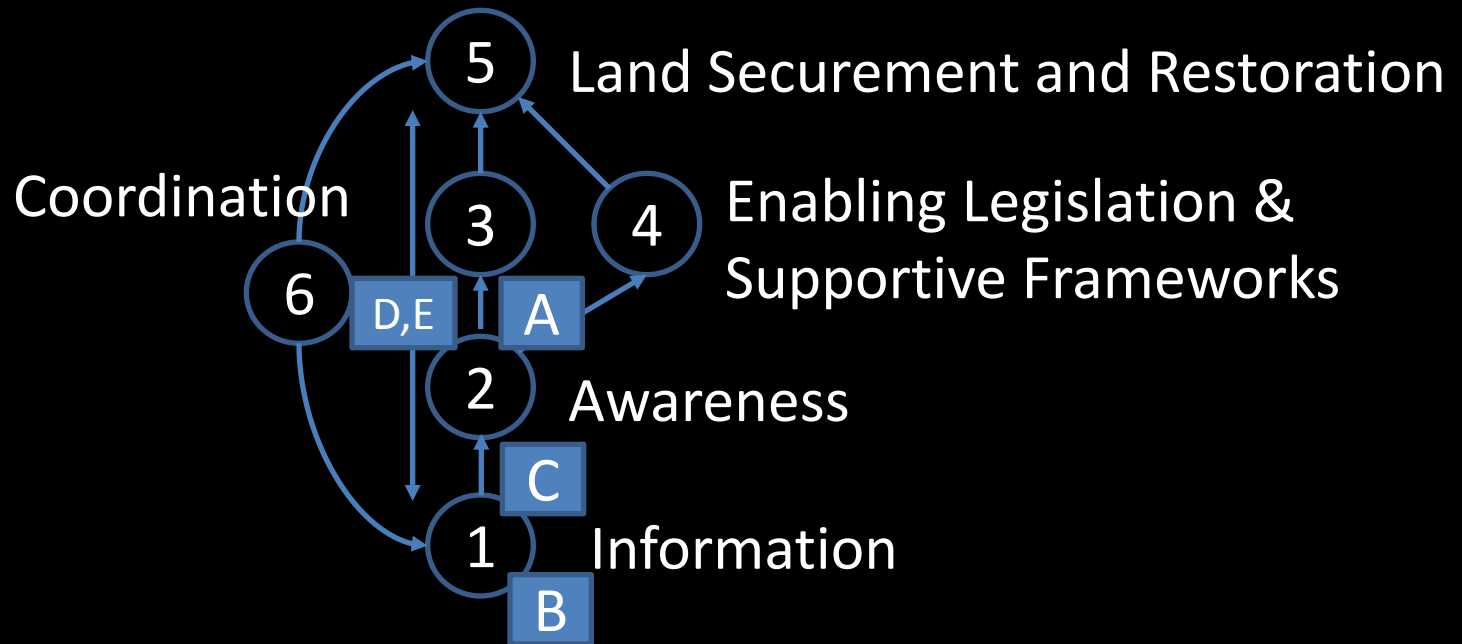 5
Land Securement and Restoration
Coordination
3
4
Enabling Legislation &
Supportive Frameworks
6
D,E
A
2
Awareness
C
1
Information
B